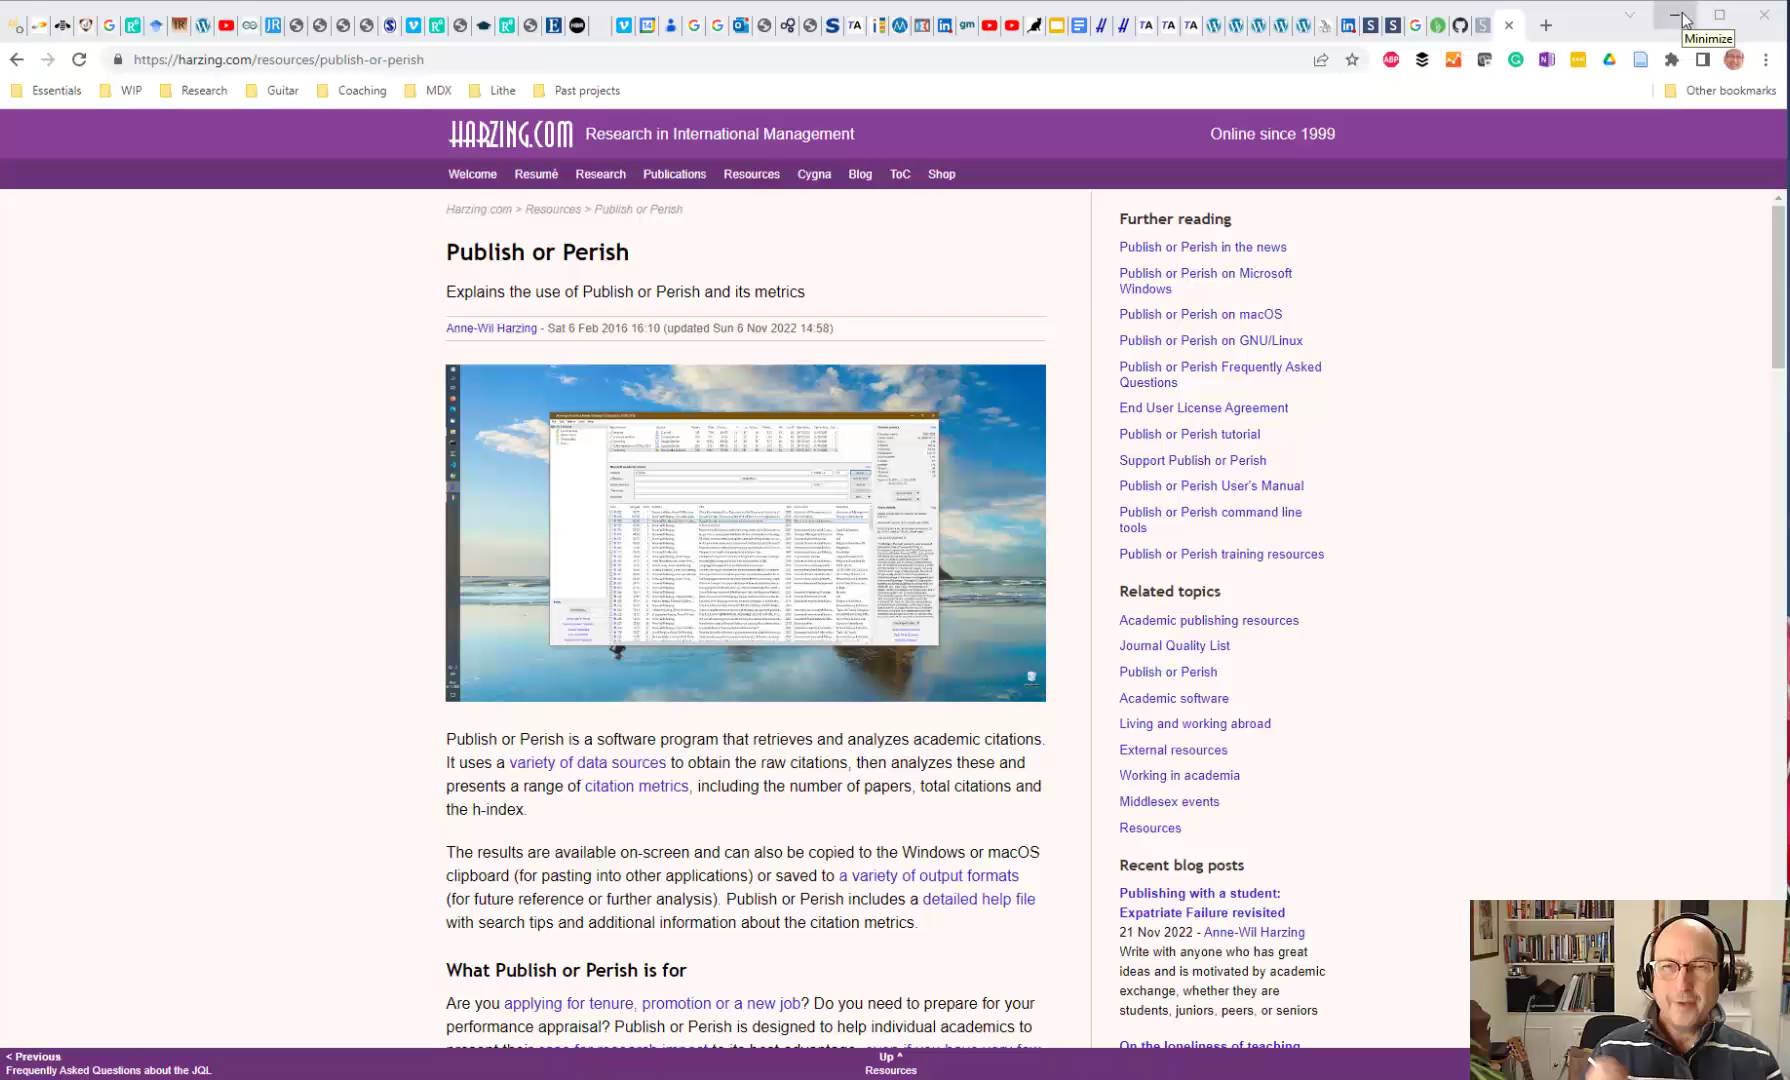 Minimize
https://harzing.com/resources/publish-or-perish
Essentials WIP Research Guitar Coaching MDX Lithe Past projects Other bookmarks
HARZING.COM Research in International Management Online since 1999
Welcome Resumé Research Publications Resources Cygna Blog ToC Shop
Harzing.com > Resources > Publish or Perish
Publish or Perish
Explains the use of Publish or Perish and its metrics
Anne-Wil Harzing - Sat 6 Feb 2016 16:10 (updated Sun 6 Nov 2022 14:58)
Publish or Perish is a software program that retrieves and analyzes academic citations.
It uses a variety of data sources to obtain the raw citations, then analyzes these and
presents a range of citation metrics, including the number of papers, total citations and
the h-index.
The results are available on-screen and can also be copied to the Windows or macOS
clipboard (for pasting into other applications) or saved to a variety of output formats
(for future reference or further analysis). Publish or Perish includes a detailed help file
with search tips and additional information about the citation metrics.
What Publish or Perish is for
Are you applying for tenure, promotion or a new job? Do you need to prepare for your
performance appraisal? Publish or Perish is designed to help individual academics to
Further reading
Publish or Perish in the news
Publish or Perish on Microsoft
Windows
Publish or Perish on macOS
Publish or Perish on GNU/Linux
Publish or Perish Frequently Asked
Questions
End User License Agreement
Publish or Perish tutorial
Support Publish or Perish
Publish or Perish User's Manual
Publish or Perish command line
tools
Publish or Perish training resources
Related topics
Academic publishing resources
Journal Quality List
Publish or Perish
Academic software
Living and working abroad
External resources
Working in academia
Middlesex events
Resources
Recent blog posts
Publishing with a student:
Expatriate Failure revisited
21 Nov 2022 - Anne-Wil Harzing
Write with anyone who has great
ideas and is motivated by academic
exchange, whether they are
students, juniors, peers, or seniors
On the loneliness of teaching
< Previous
Frequently Asked Questions about the JQL
Up ^
Resources